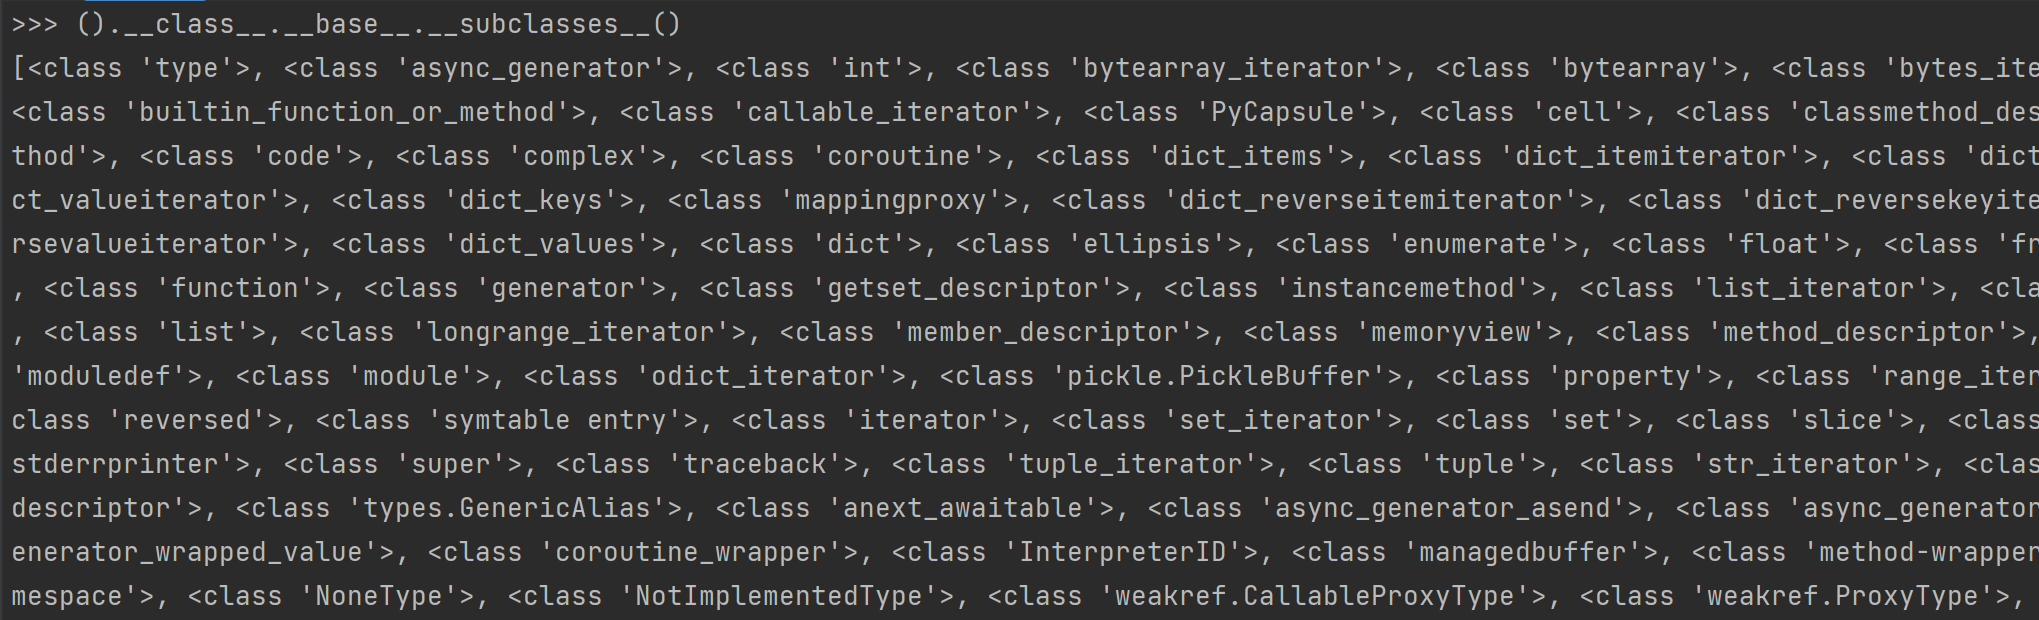 >>> ().__class__.__base__.__subclasses__()
[<class 'type'>, <class 'async_generator'>, <class 'int'>, <class 'bytearray_iterator'>, <class 'bytearray'>, <class 'bytes_ite
<class 'builtin_function_or_method'>, <class 'callable_iterator'>, <class 'PyCapsule'>, <class 'cell'>, <class 'classmethod_des
thod'>, <class 'code'>, <class 'complex'>, <class 'coroutine'>, <class 'dict_items'>, <class 'dict_itemiterator'>, <class 'dict
ct_valueiterator'>, <class 'dict_keys'>, <class 'mappingproxy'>, <class 'dict_reverseitemiterator'>, <class 'dict_reversekeyite
rsevalueiterator'>, <class 'dict_values'>, <class 'dict'>, <class 'ellipsis'>, <class 'enumerate'>, <class 'float'>, <class 'fr
, <class 'function'>, <class 'generator'>, <class 'getset_descriptor'>, <class 'instancemethod'>, <class 'list_iterator'>, <cla
, <class 'list'>, <class 'longrange_iterator'>, <class 'member_descriptor'>, <class 'memoryview'>, <class 'method_descriptor'>,
'moduledef'>, <class 'module'>, <class 'odict_iterator'>, <class 'pickle.PickleBuffer'>, <class 'property'>, <class 'range_iter
class 'reversed'>, <class 'symtable entry'>, <class 'iterator'>, <class 'set_iterator'>, <class 'set'>, <class 'slice'>, <class
stderrprinter'>, <class 'super'>, <class 'traceback'>, <class 'tuple_iterator'>, <class 'tuple'>, <class 'str_iterator'>, <clas
descriptor'>, <class 'types.GenericAlias'>, <class 'anext_awaitable'>, <class 'async_generator_asend'>, <class 'async_generator
enerator_wrapped_value'>, <class 'coroutine_wrapper'>, <class 'InterpreterID'>, <class 'managedbuffer'>, <class 'method-wrapper
mespace'>, <class 'NoneType'>, <class 'NotImplementedType'>, <class 'weakref.CallableProxyType'>, <class 'weakref.ProxyType'>,